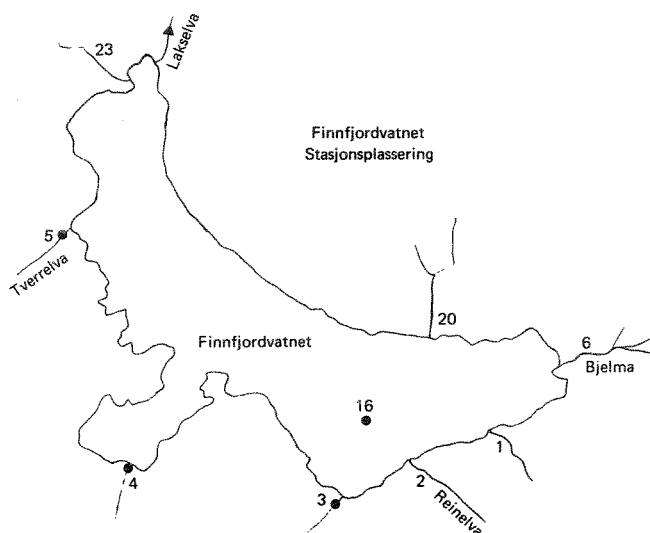 23
Lakselva
Finnfjordvatnet
Stasjonsplassering
5
Tverrelva
20
Finnfjordvatnet
6
Bjelma
16
1
4
3
2
Reinelva